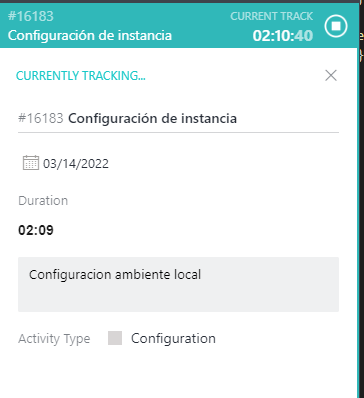 #16183
CURRENT TRACK
Configuración de instancia
02:10:40
CURRENTLY TRACKING...
#16183 Configuración de instancia
03/14/2022
Duration
02:09
Configuracion ambiente local
Activity Type
Configuration